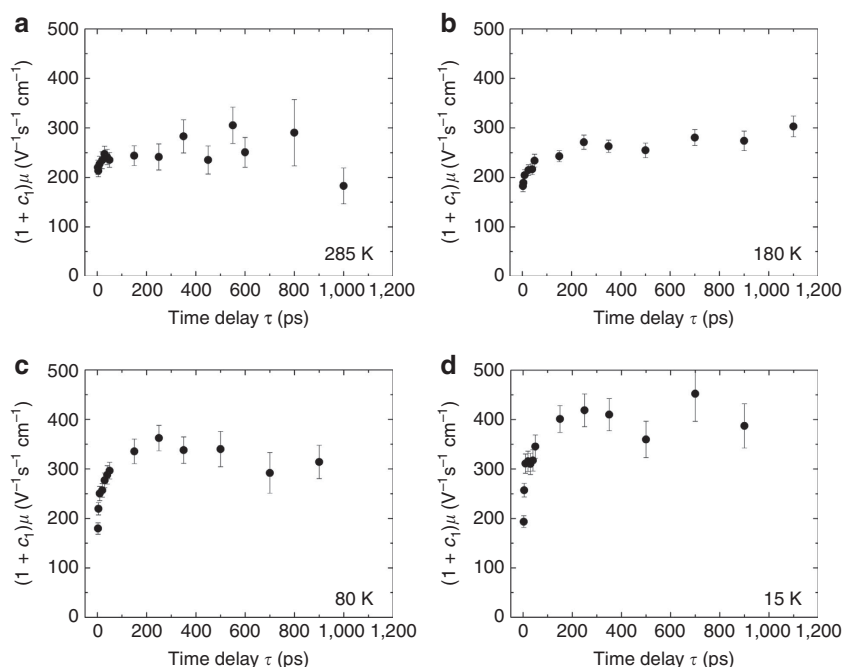 a
500
400
300
200
100
0
(1 + c₁)μ (V⁻¹s⁻¹ cm⁻¹)
285 K
0 200 400 600 800 1,000 1,200
Time delay τ (ps)
b
500
400
300
200
100
0
(1 + c₁)μ (V⁻¹s⁻¹ cm⁻¹)
180 K
0 200 400 600 800 1,000 1,200
Time delay τ (ps)
c
500
400
300
200
100
0
(1 + c₁)μ (V⁻¹s⁻¹ cm⁻¹)
80 K
0 200 400 600 800 1,000 1,200
Time delay τ (ps)
d
500
400
300
200
100
0
(1 + c₁)μ (V⁻¹s⁻¹ cm⁻¹)
15 K
0 200 400 600 800 1,000 1,200
Time delay τ (ps)